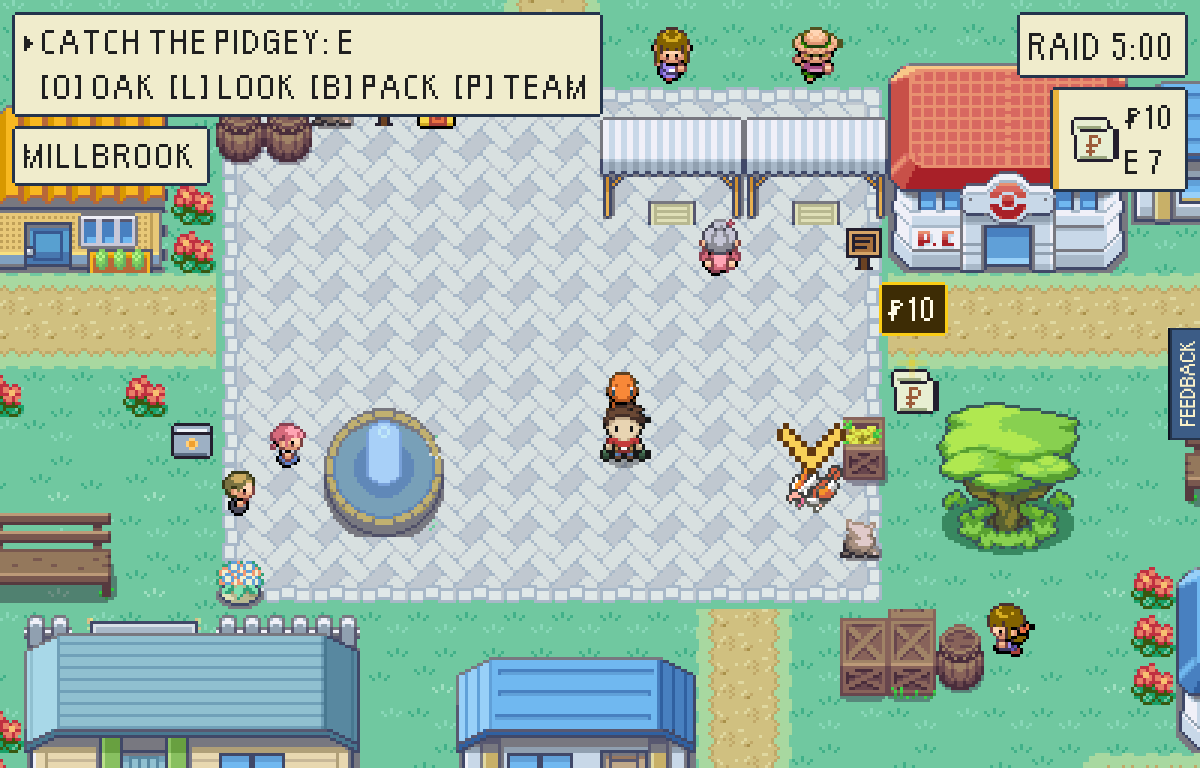 CATCH THE PIDGEY: E
[O] OAK [L] LOOK [B] PACK [P] TEAM
MILLBROOK
RAID 5:00
₽10
E 7
P.C
₽10
FEEDBACK